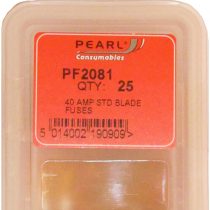 PEARL
Consumables
PF2081
QTY: 25
40 AMP STD BLADE
FUSES
5 014002 190909 >